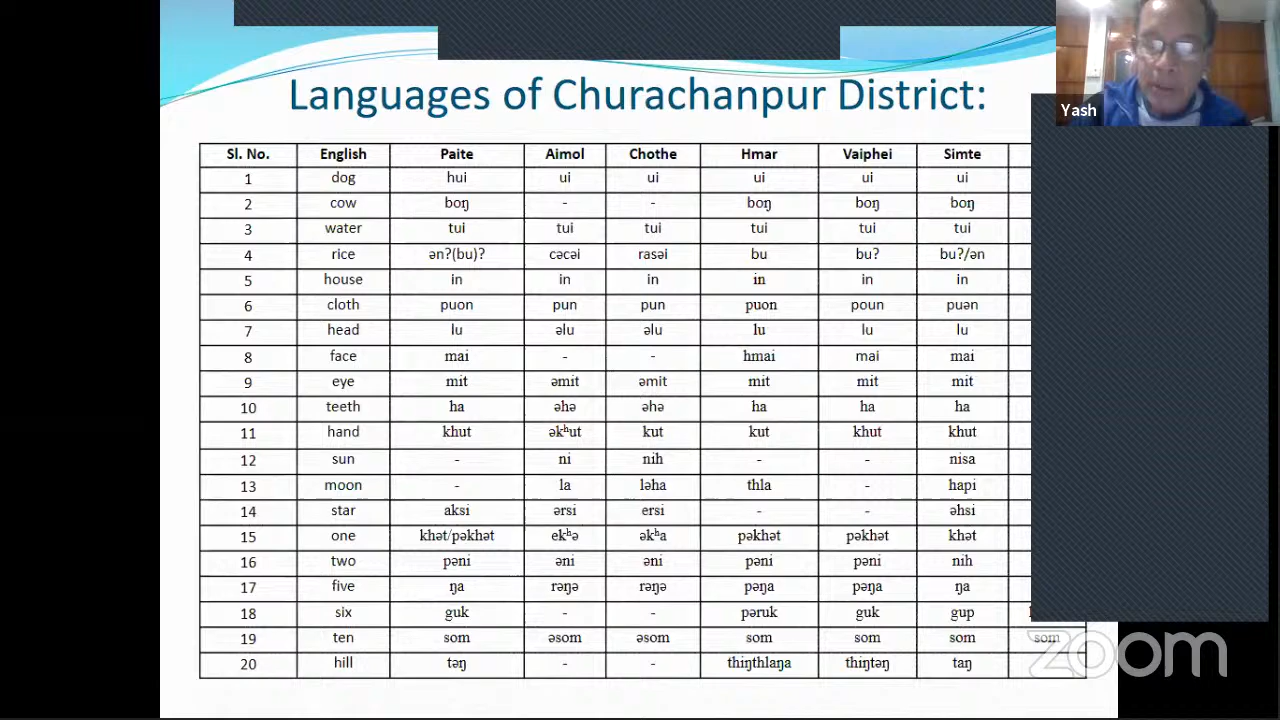 Languages of Churachanpur District:
Yash
Sl. No. English Paite Aimol Chothe Hmar Vaiphei Simte
1 dog hui ui ui ui ui ui
2 cow boŋ - - boŋ boŋ boŋ
3 water tui tui tui tui tui tui
4 rice ən?(bu)? cəcəi rasəi bu bu? bu?/ən
5 house in in in in in in
6 cloth puon pun pun puon poun puən
7 head lu əlu əlu lu lu lu
8 face mai - - hmai mai mai
9 eye mit əmit əmit mit mit mit
10 teeth ha əhə əhə ha ha ha
11 hand khut əkʰut kut kut khut khut
12 sun - ni nih - - nisa
13 moon - la ləha thla - hapi
14 star aksi ərsi ersi - - əhsi
15 one khət/pəkhət ekʰə əkʰa pəkhət pəkhət khət
16 two pəni əni əni pəni pəni nih
17 five ŋa rəŋə rəŋə pəŋa pəŋa ŋa
18 six guk - - pəruk guk gup
19 ten som əsom əsom som som som som
20 hill təŋ - - thiŋthlaŋa thiŋtəŋ taŋ
zoom